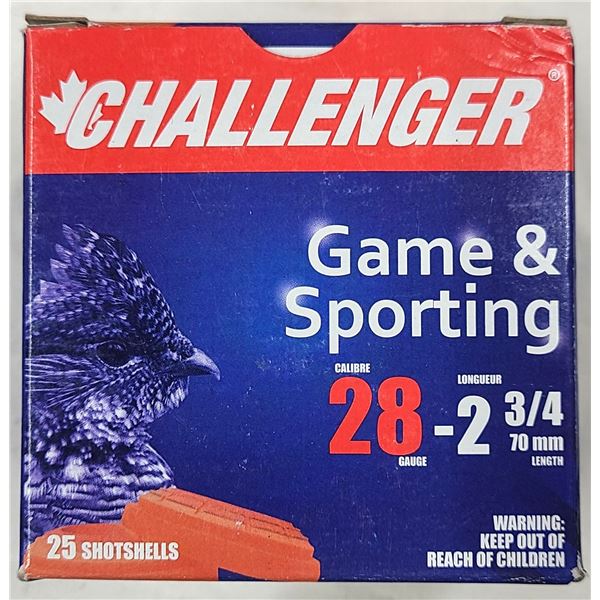 CHALLENGER®
Game &
Sporting
CALIBRE
LONGUEUR
28 - 2 3/4
70 mm
GAUGE
LENGTH
25 SHOTSHELLS
WARNING:
KEEP OUT OF
REACH OF CHILDREN